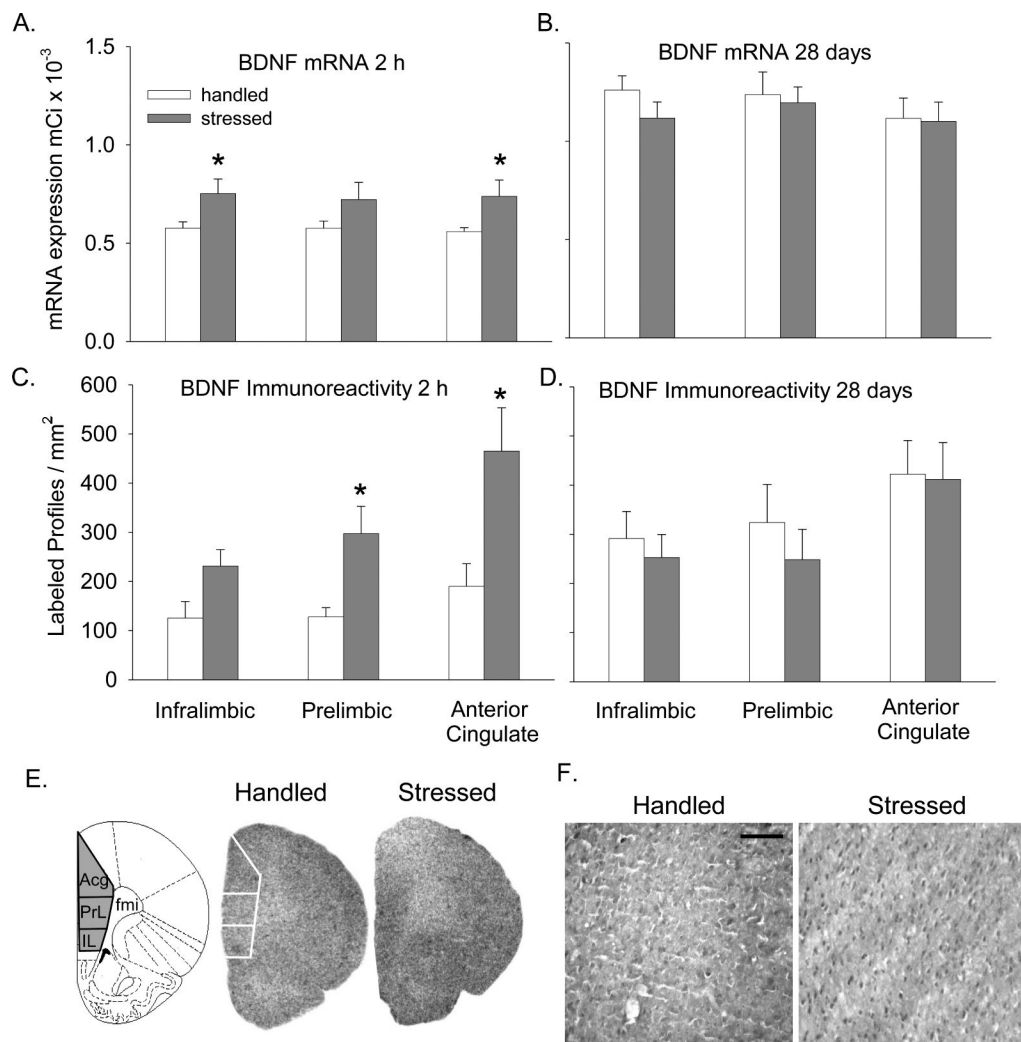 A.
BDNF mRNA 2 h
handled
stressed
*
*
mRNA expression mCi x 10-3
1.5
1.0
0.5
0.0
B.
BDNF mRNA 28 days
C.
BDNF Immunoreactivity 2 h
*
*
Labeled Profiles / mm2
600
500
400
300
200
100
0
Infralimbic
Prelimbic
Anterior
Cingulate
D.
BDNF Immunoreactivity 28 days
Infralimbic
Prelimbic
Anterior
Cingulate
E.
Handled
Stressed
Acg
PrL
IL
fmi
F.
Handled
Stressed